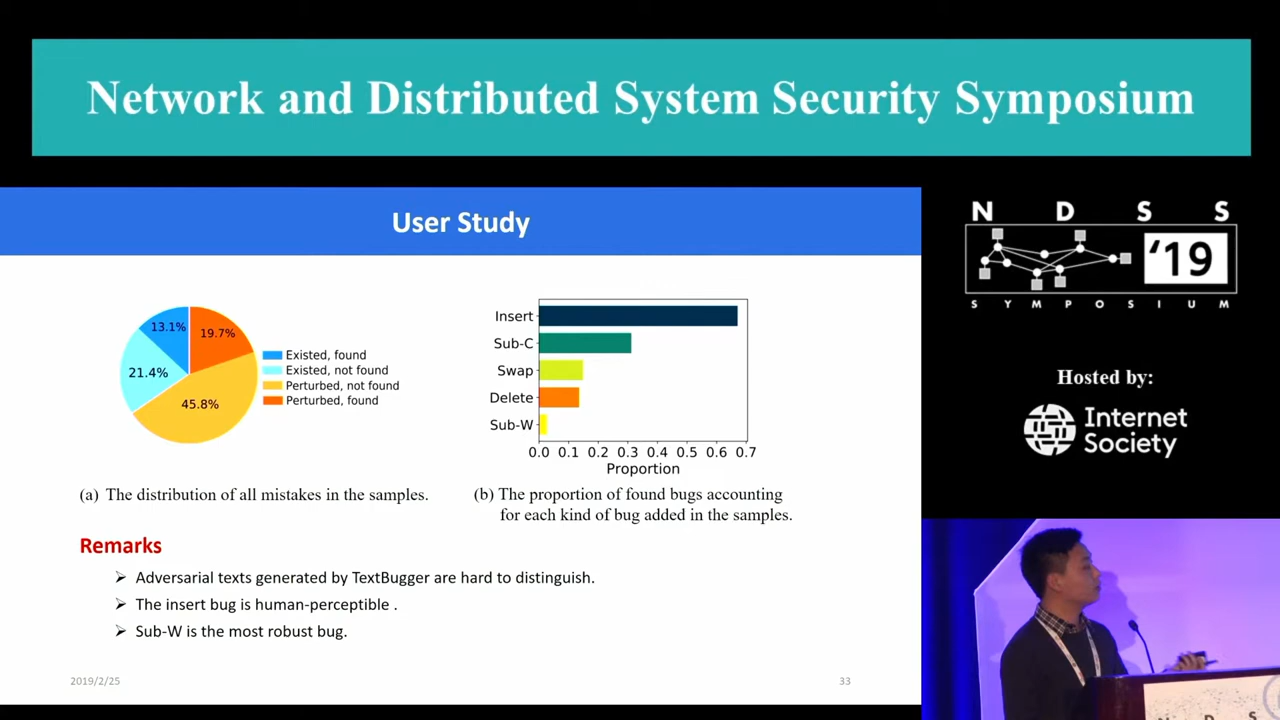 Network and Distributed System Security Symposium
User Study
13.1%
19.7%
21.4%
45.8%
Existed, found
Existed, not found
Perturbed, not found
Perturbed, found
Insert
Sub-C
Swap
Delete
Sub-W
0.0 0.1 0.2 0.3 0.4 0.5 0.6 0.7
Proportion
(a) The distribution of all mistakes in the samples.
(b) The proportion of found bugs accounting
for each kind of bug added in the samples.
Remarks
➢ Adversarial texts generated by TextBugger are hard to distinguish.
➢ The insert bug is human-perceptible .
➢ Sub-W is the most robust bug.
2019/2/25
33
N D S S
'19
S Y M P O S I U M
Hosted by:
Internet
Society
N D S